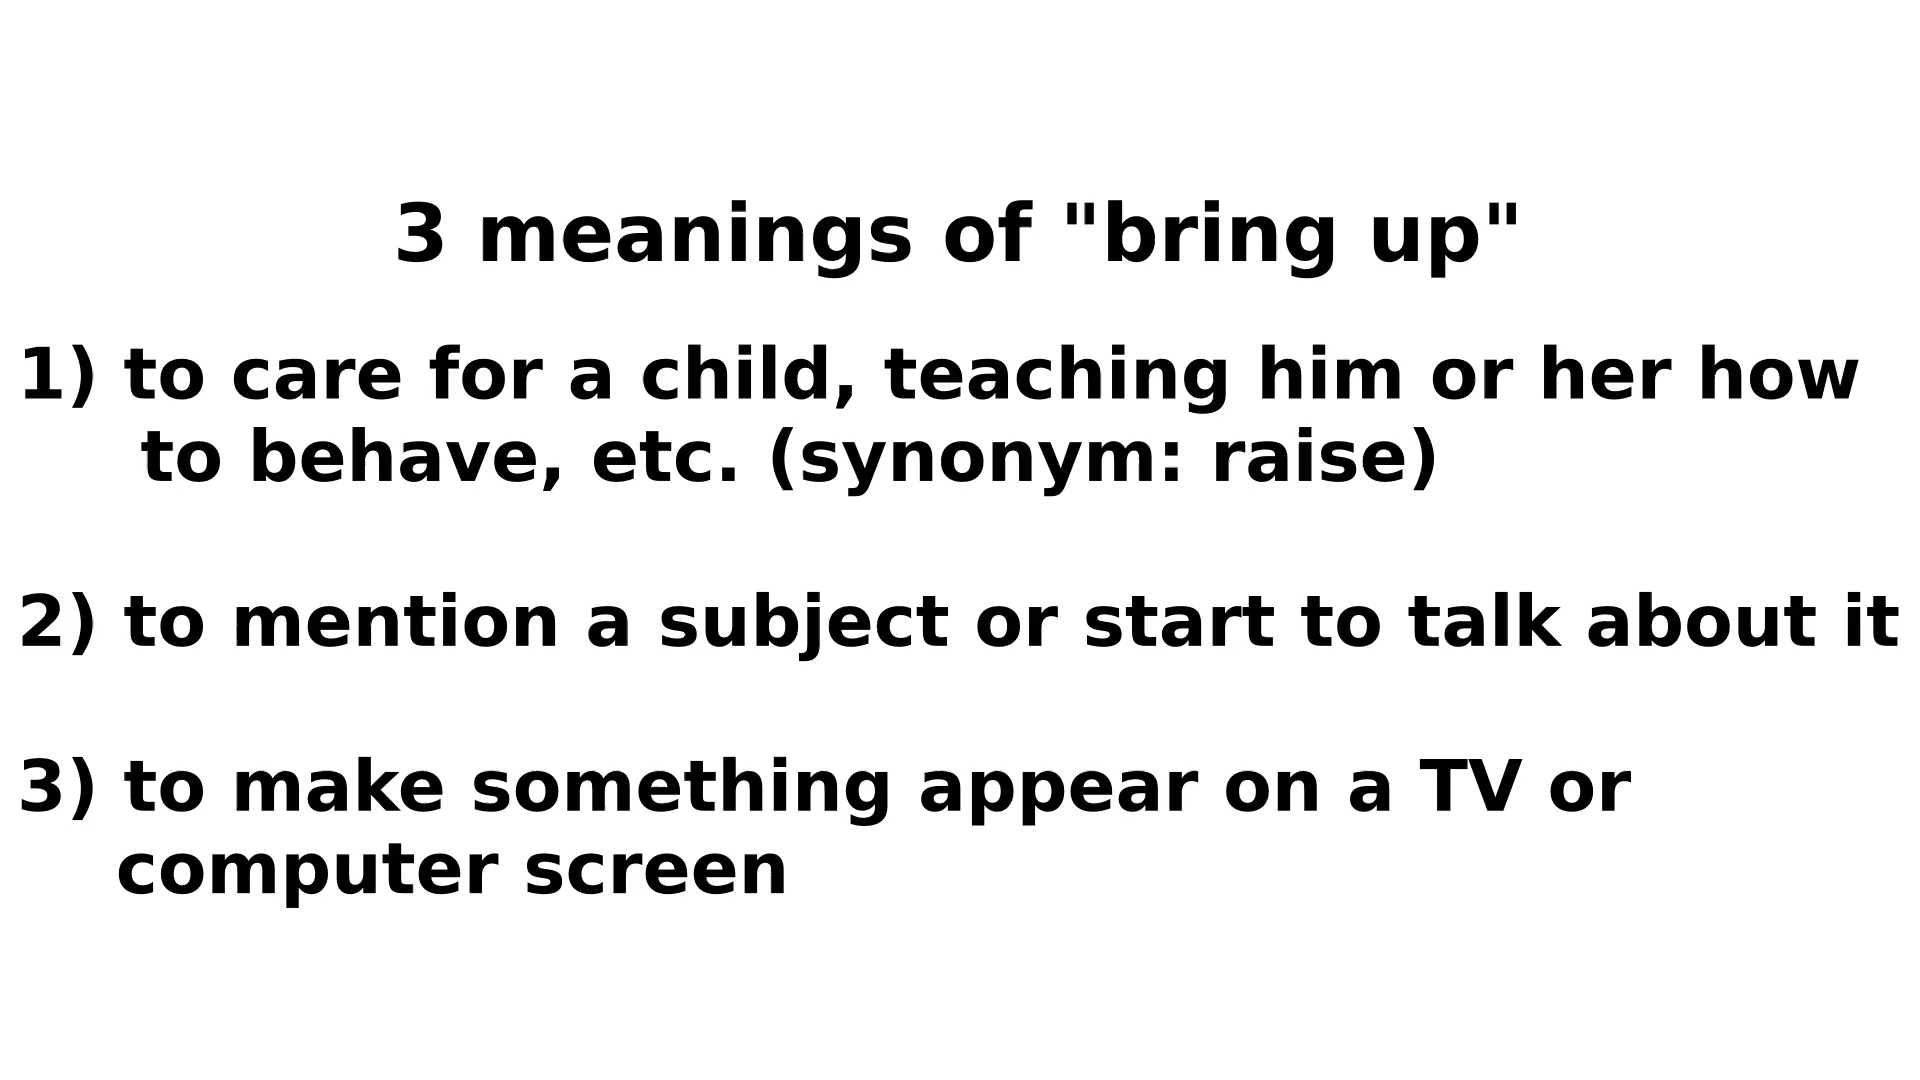 3 meanings of "bring up"
1) to care for a child, teaching him or her how
to behave, etc. (synonym: raise)
2) to mention a subject or start to talk about it
3) to make something appear on a TV or
computer screen